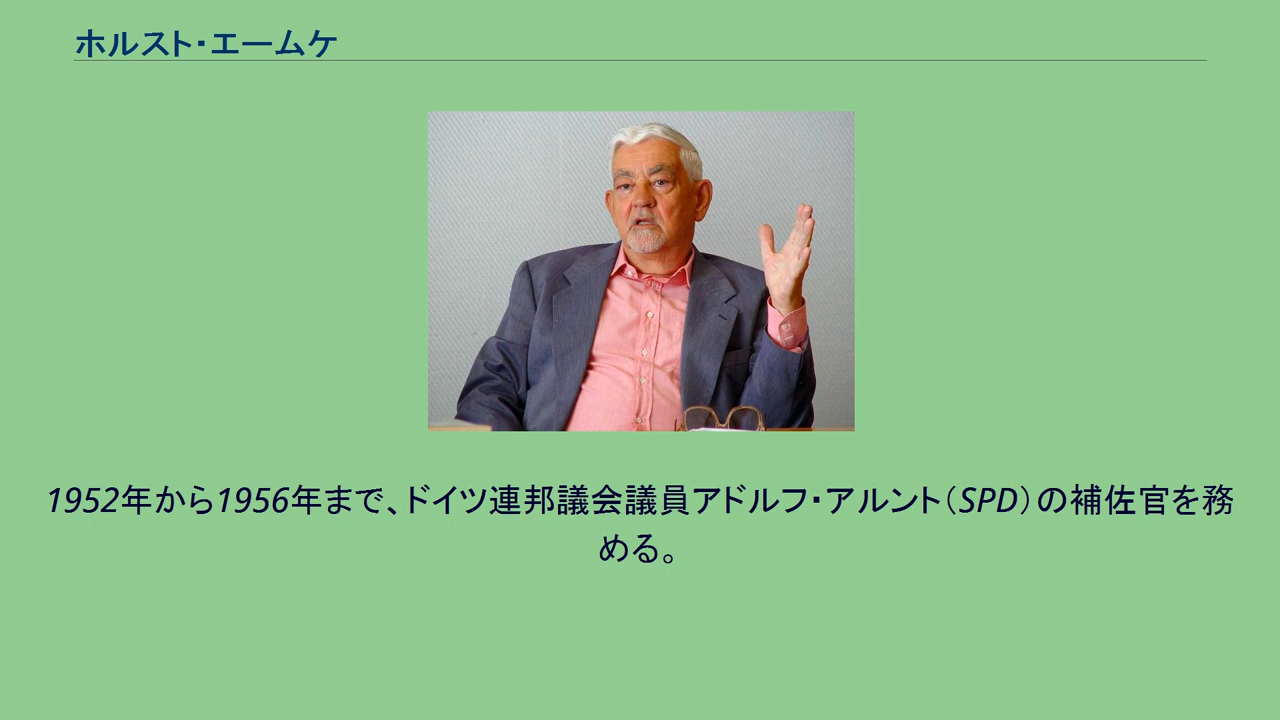 ホルスト・エームケ
1952年から1956年まで、ドイツ連邦議会議員アドルフ・アルント（SPD）の補佐官を務
める。